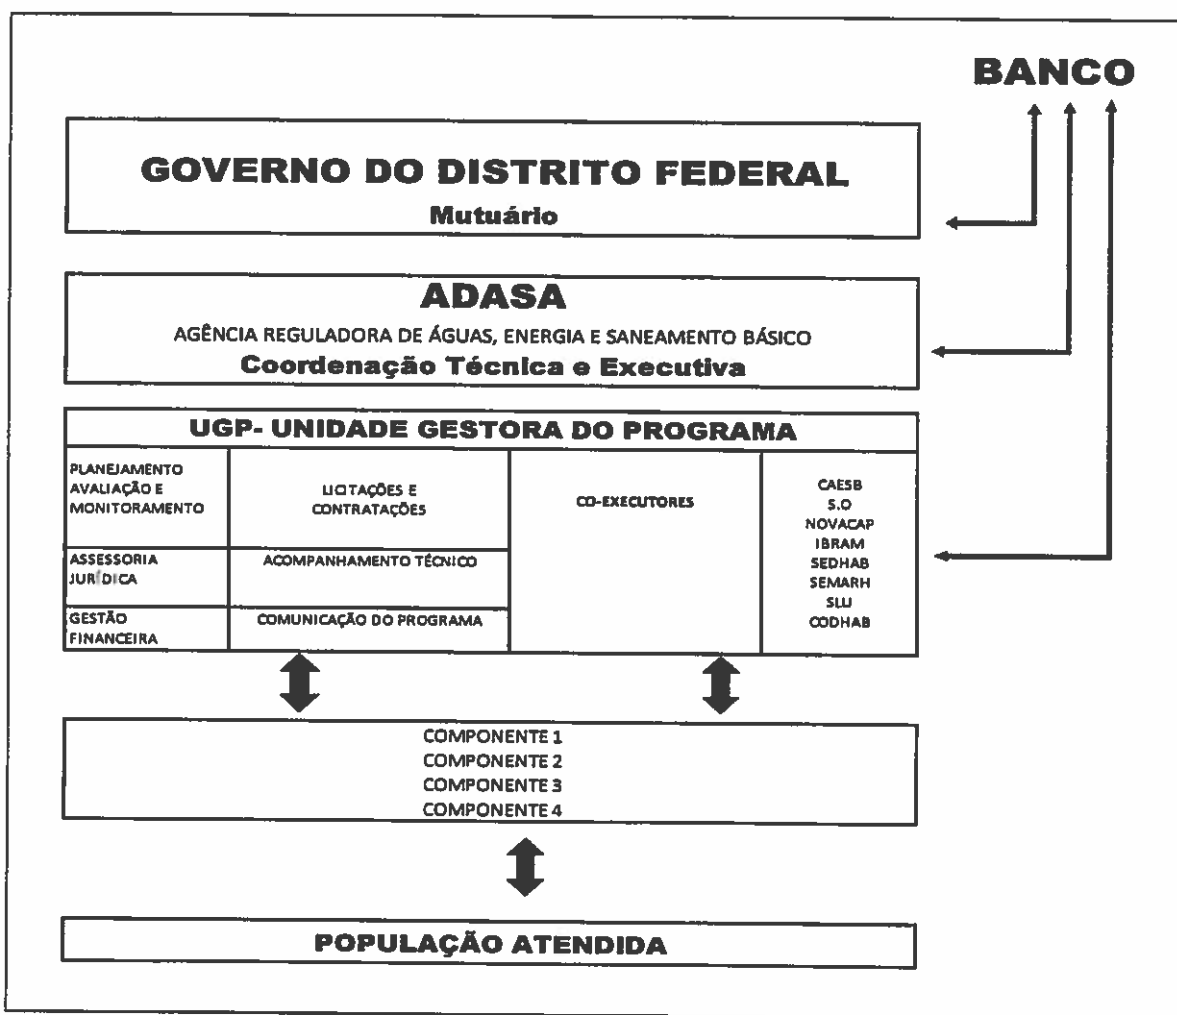 BANCO
GOVERNO DO DISTRITO FEDERAL
Mutuário
ADASA
AGÊNCIA REGULADORA DE ÁGUAS, ENERGIA E SANEAMENTO BÁSICO
Coordenação Técnica e Executiva
UGP- UNIDADE GESTORA DO PROGRAMA
PLANEJAMENTO
AVALIAÇÃO E
MONITORAMENTO
LICITAÇÕES E
CONTRATAÇÕES
ASSESSORIA
JURÍDICA
ACOMPANHAMENTO TÉCNICO
GESTÃO
FINANCEIRA
COMUNICAÇÃO DO PROGRAMA
CO-EXECUTORES
CAESB
S.O
NOVACAP
IBRAM
SEDHAB
SEMARH
SLU
CODHAB
COMPONENTE 1
COMPONENTE 2
COMPONENTE 3
COMPONENTE 4
POPULAÇÃO ATENDIDA